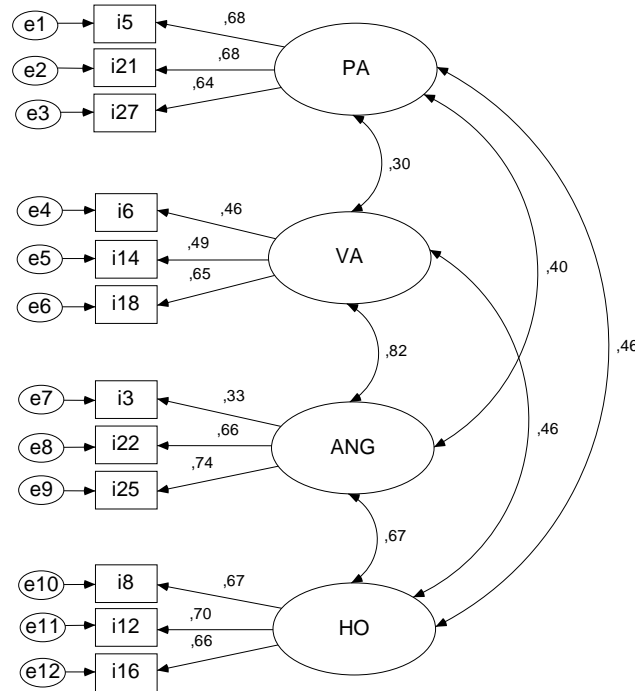 e1 i5 ,68
e2 i21 ,68 PA
e3 i27 ,64
,30
e4 i6 ,46
e5 i14 ,49 VA ,40
e6 i18 ,65
,82 ,46
e7 i3 ,33
e8 i22 ,66 ANG ,46
e9 i25 ,74
,67
e10 i8 ,67
e11 i12 ,70 HO
e12 i16 ,66